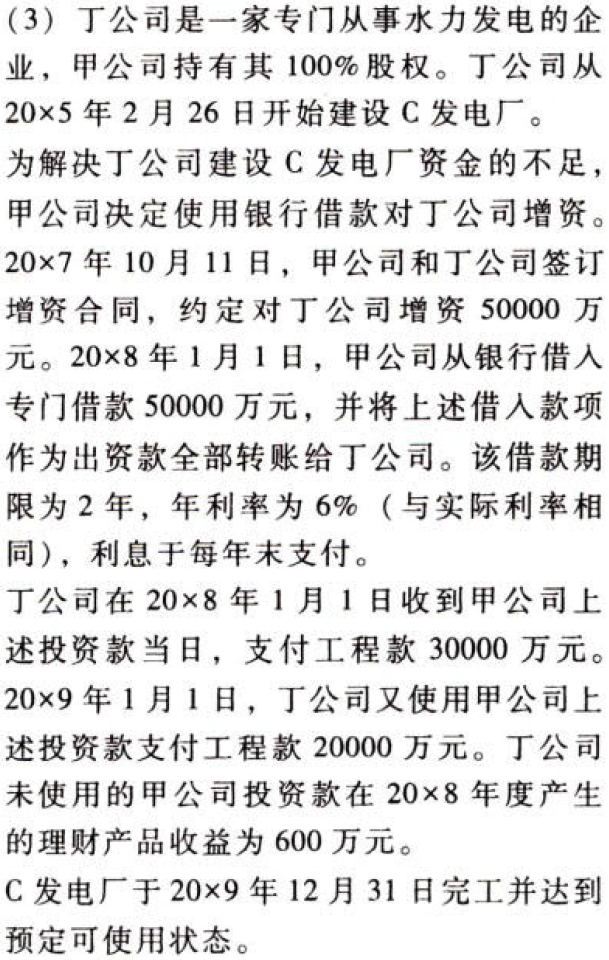 (3) 丁公司是一家专门从事水力发电的企
业，甲公司持有其 100%股权。丁公司从
20×5 年 2 月 26 日开始建设 C 发电厂。
为解决丁公司建设 C 发电厂资金的不足，
甲公司决定使用银行借款对丁公司增资。
20×7 年 10 月 11 日，甲公司和丁公司签订
增资合同，约定对丁公司增资 50000 万
元。20×8 年 1 月 1 日，甲公司从银行借入
专门借款 50000 万元，并将上述借入款项
作为出资款全部转账给丁公司。该借款期
限为 2 年，年利率为 6%（与实际利率相
同），利息于每年末支付。
丁公司在 20×8 年 1 月 1 日收到甲公司上
述投资款当日，支付工程款 30000 万元。
20×9 年 1 月 1 日，丁公司又使用甲公司上
述投资款支付工程款 20000 万元。丁公司
未使用的甲公司投资款在 20×8 年度产生
的理财产品收益为 600 万元。
C 发电厂于 20×9 年 12 月 31 日完工并达到
预定可使用状态。